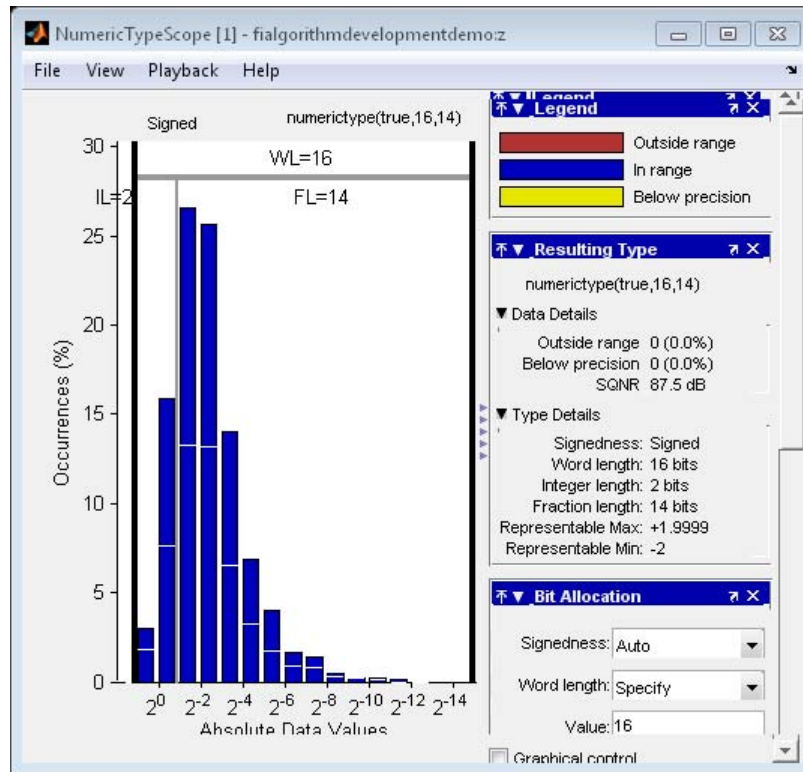 NumericTypeScope [1] - fialgorithmdevelopmentdemo:z
File View Playback Help
Signed
numerictype(true,16,14)
WL=16
IL=2
FL=14
30
25
20
15
10
5
0
Occurrences (%)
2^0 2^-2 2^-4 2^-6 2^-8 2^-10 2^-12 2^-14
Absolute Data Values
Legend
Legend
Outside range
In range
Below precision
Resulting Type
numerictype(true,16,14)
Data Details
Outside range 0 (0.0%)
Below precision 0 (0.0%)
SQNR 87.5 dB
Type Details
Signedness: Signed
Word length: 16 bits
Integer length: 2 bits
Fraction length: 14 bits
Representable Max: +1.9999
Representable Min: -2
Bit Allocation
Signedness: Auto
Word length: Specify
Value: 16
Graphical control